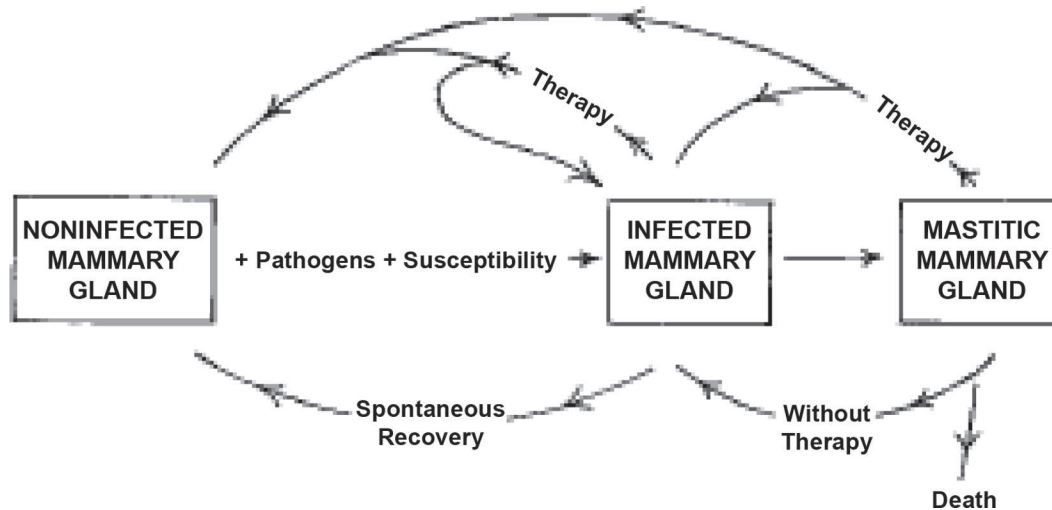 Therapy
Therapy
NONINFECTED
MAMMARY
GLAND
+ Pathogens + Susceptibility
INFECTED
MAMMARY
GLAND
MASTITIC
MAMMARY
GLAND
Spontaneous
Recovery
Without
Therapy
Death